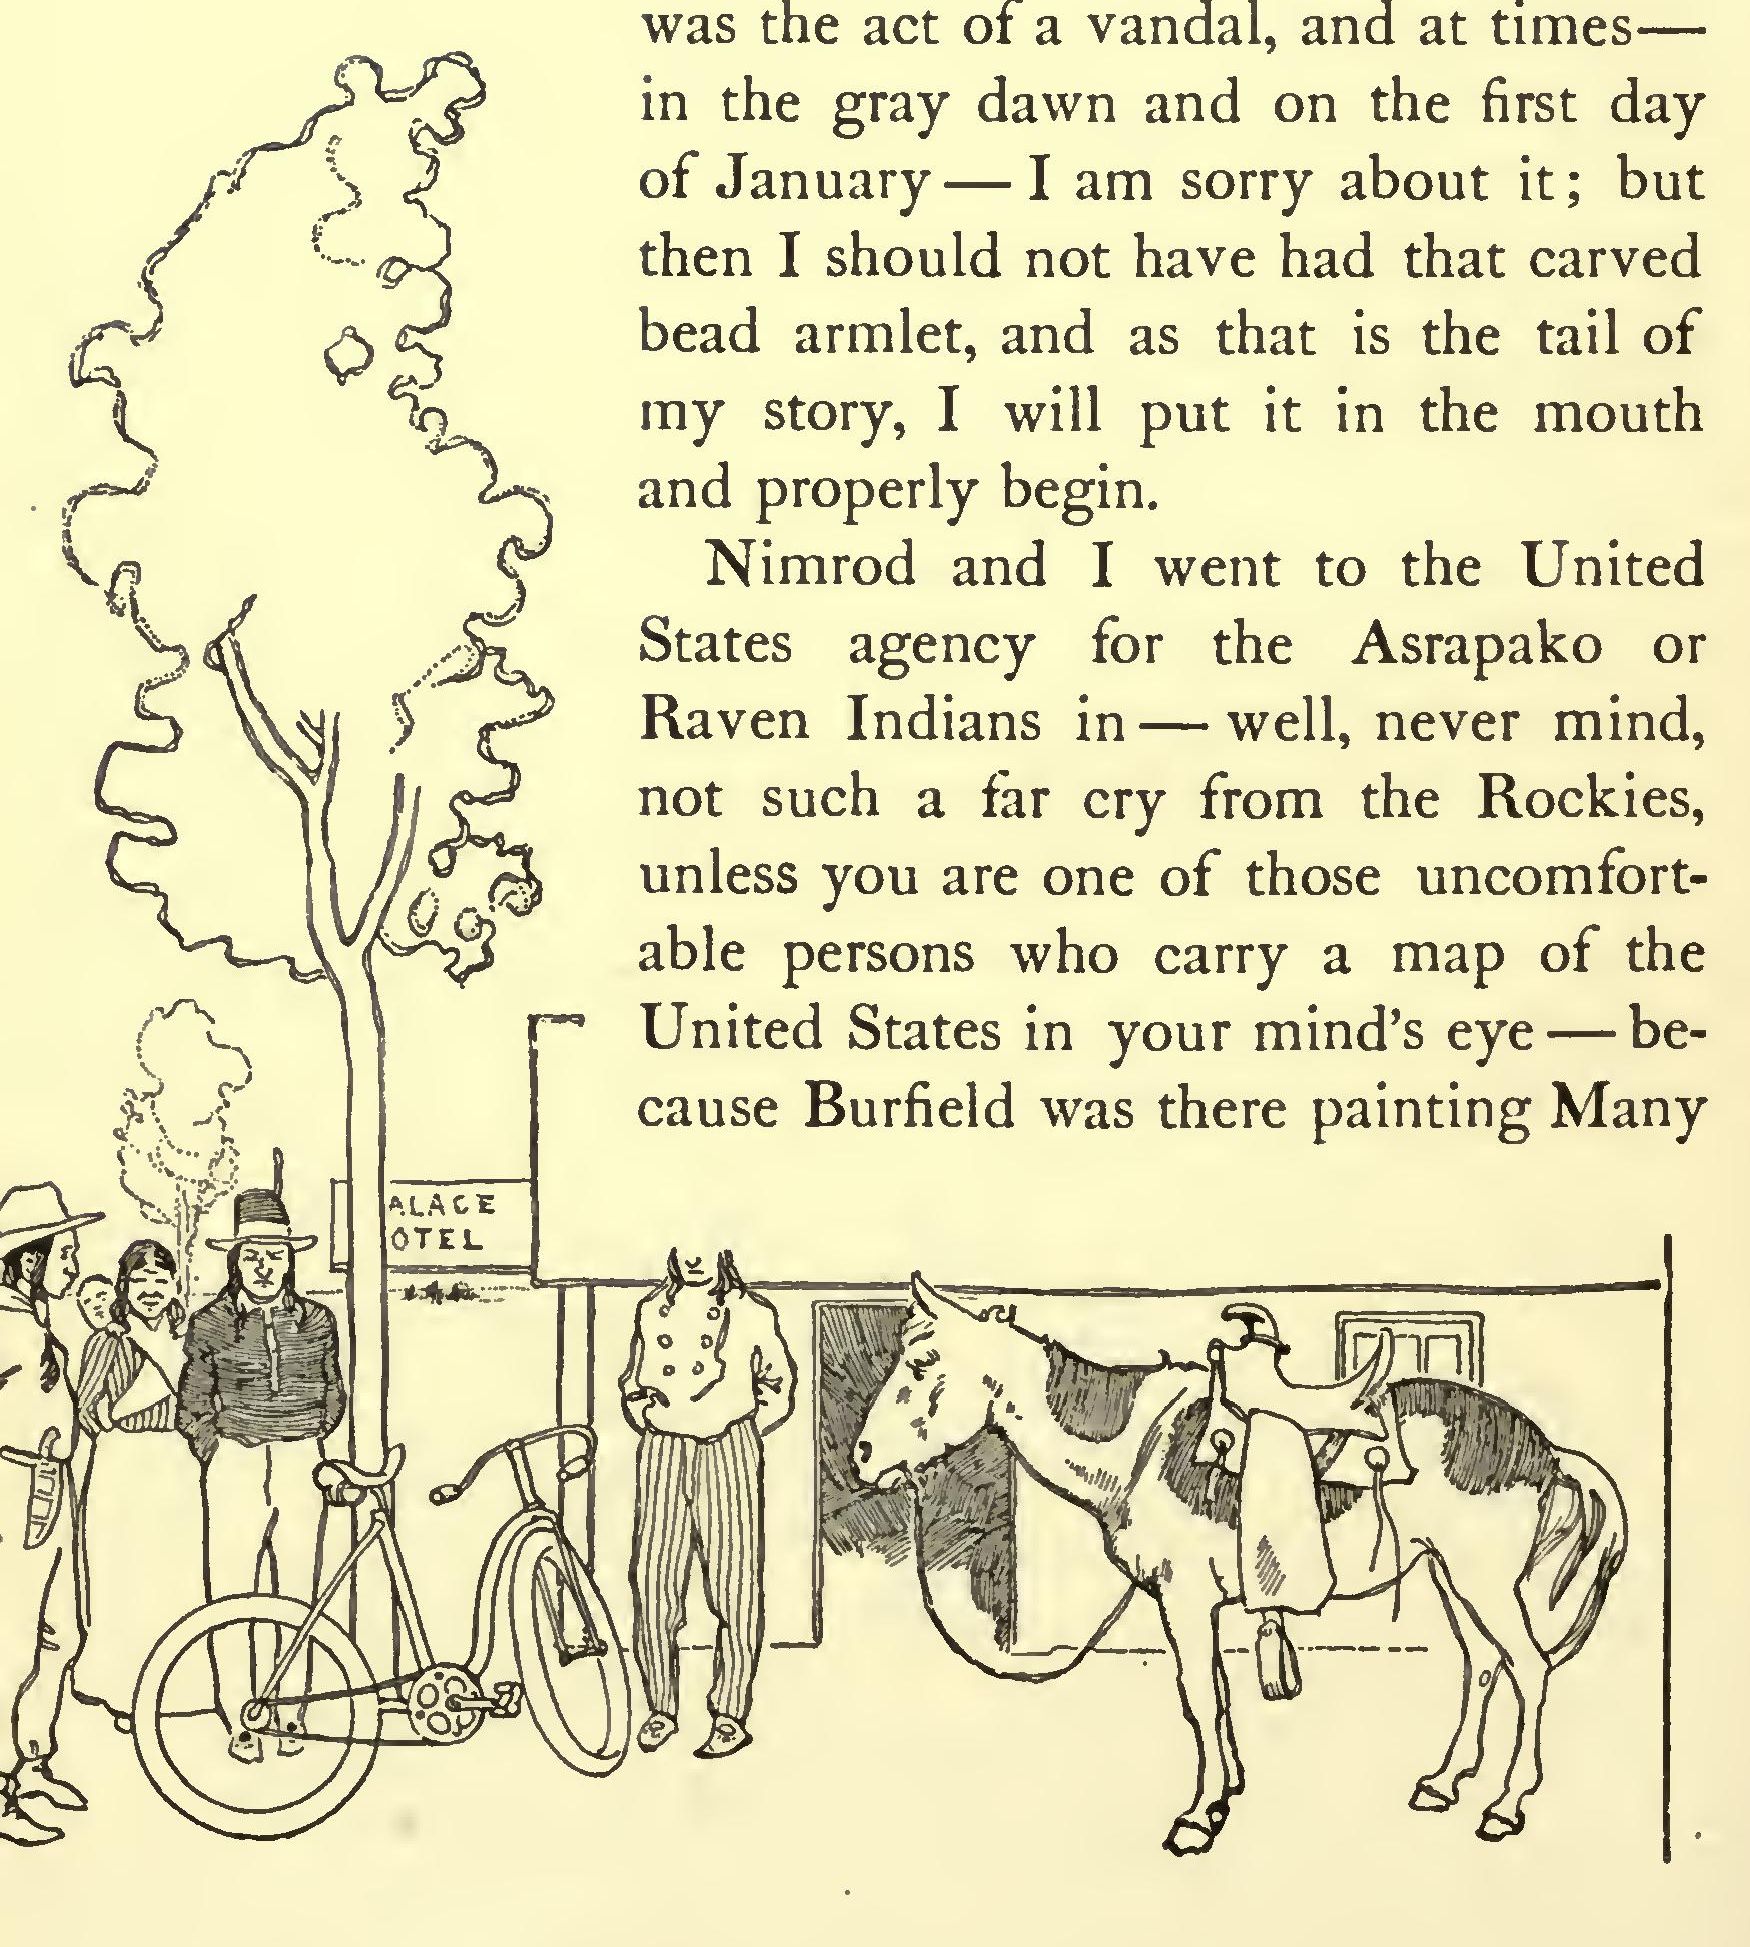 was the act of a vandal, and at times—
in the gray dawn and on the first day
of January — I am sorry about it; but
then I should not have had that carved
bead armlet, and as that is the tail of
my story, I will put it in the mouth
and properly begin.
Nimrod and I went to the United
States agency for the Asrapako or
Raven Indians in — well, never mind,
not such a far cry from the Rockies,
unless you are one of those uncomfort-
able persons who carry a map of the
United States in your mind's eye — be-
cause Burfield was there painting Many
ALACE
OTEL